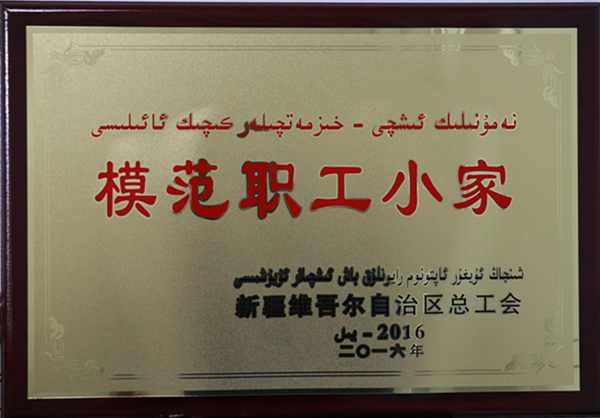 نەمۇنىلىك ئىشچى - خىزمەتچىلەر كىچىك ئائىلىسى
模范职工小家
شىنجاڭ ئۇيغۇر ئاپتونوم رايونلۇق باش ئىشچىلار ئۇيۇشمىسى
新疆维吾尔自治区总工会
2016 - يىل
二〇一六年